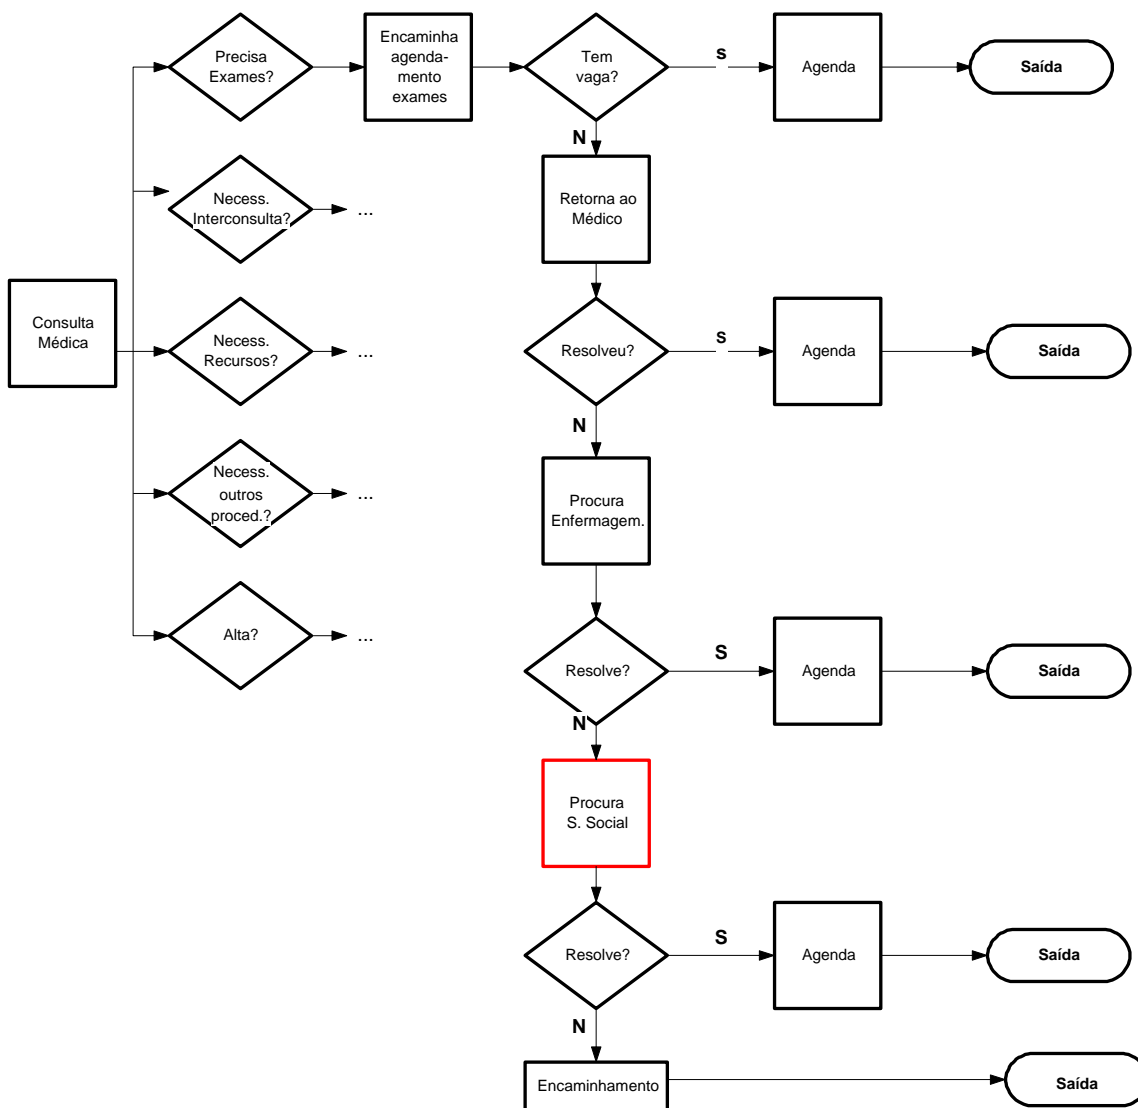 Precisa
Exames?
Encaminha
agenda-
mento
exames
Tem
vaga?
s
Agenda
Saída
N
Necess.
Interconsulta?
...
Retorna ao
Médico
Consulta
Médica
Necess.
Recursos?
...
Resolveu?
s
Agenda
Saída
N
Necess.
outros
proced.?
...
Procura
Enfermagem.
Alta?
...
Resolve?
S
Agenda
Saída
N
Procura
S. Social
Resolve?
S
Agenda
Saída
N
Encaminhamento
Saída